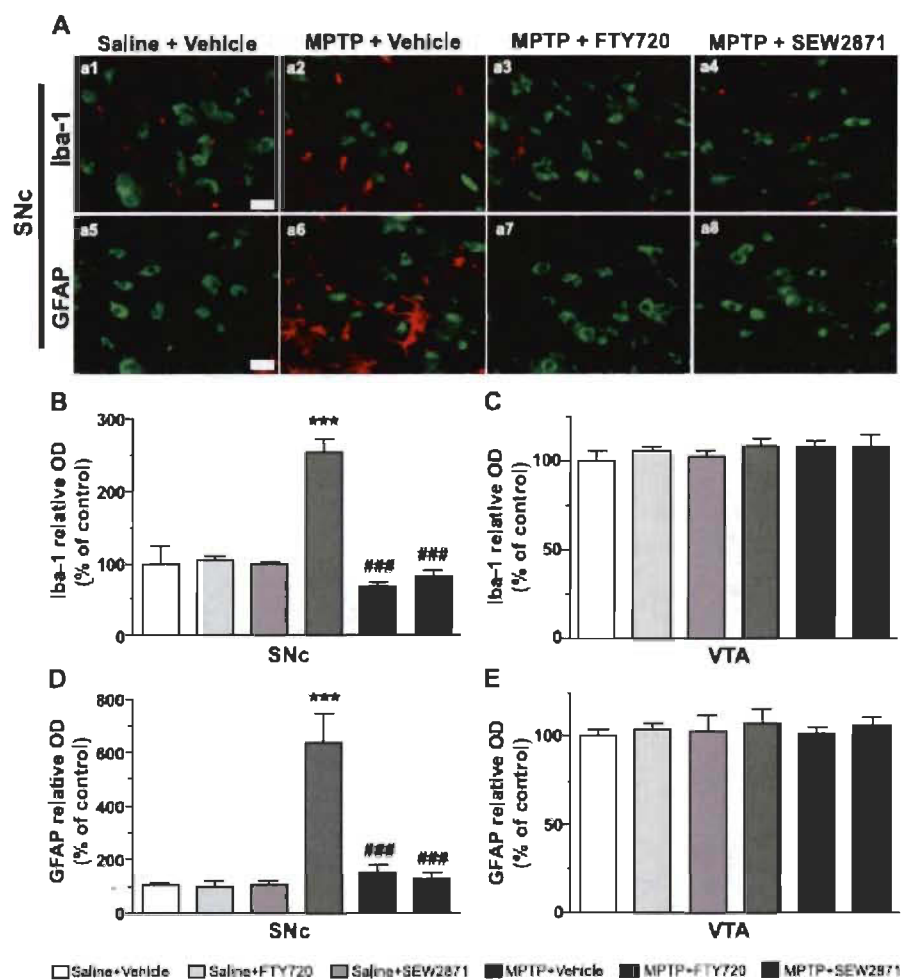 A
Saline + Vehicle MPTP + Vehicle MPTP + FTY720 MPTP + SEW2871
SNc
Iba-1
a1 a2 a3 a4
GFAP
a5 a6 a7 a8
B
Iba-1 relative OD
(% of control)
300
200
100
0
***
###
###
SNc
C
Iba-1 relative OD
(% of control)
100
50
0
VTA
D
GFAP relative OD
(% of control)
800
600
400
200
0
***
###
###
SNc
E
GFAP relative OD
(% of control)
100
50
0
VTA
Saline+Vehicle Saline+FTY720 Saline+SEW2871 MPTP+Vehicle MPTP+FTY720 MPTP+SEW2871